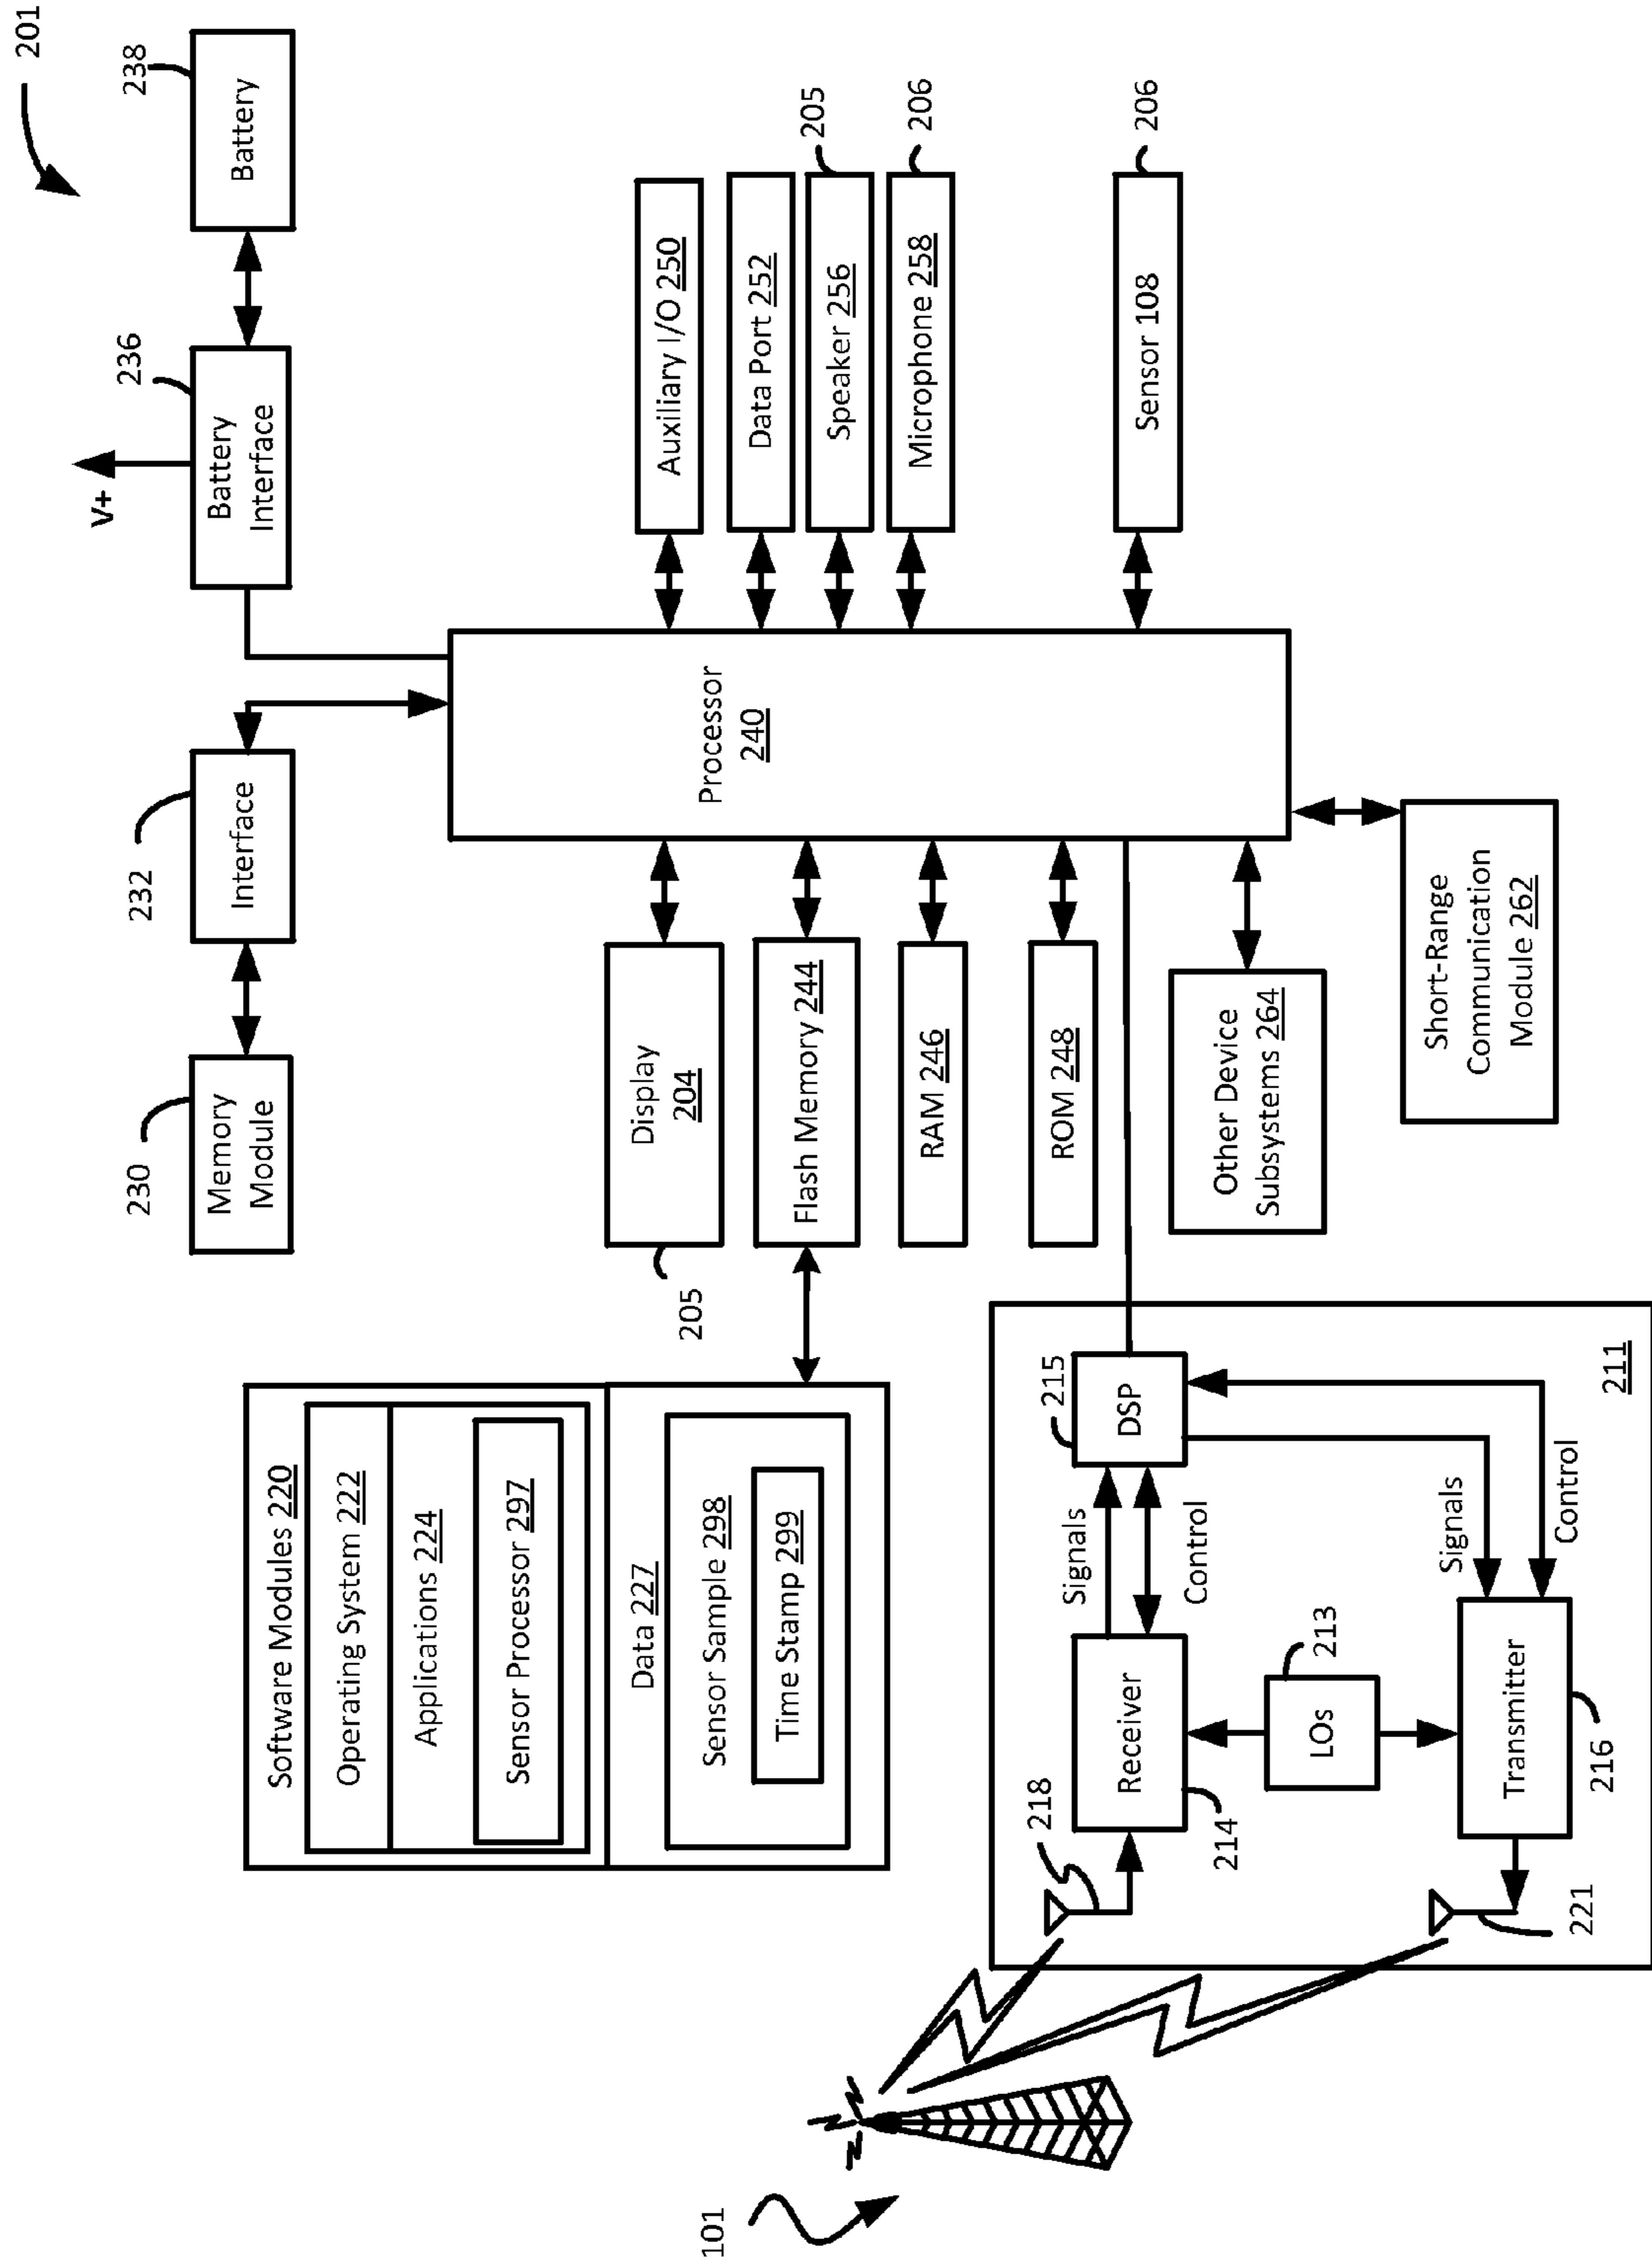 201
230
Memory
Module
232
Interface
V+
236
Battery
Interface
238
Battery
Software Modules 220
Operating System 222
Applications 224
Sensor Processor 297
Data 227
Sensor Sample 298
Time Stamp 299
Display
204
205
Flash Memory 244
RAM 246
ROM 248
Other Device
Subsystems 264
Short-Range
Communication
Module 262
Processor
240
Auxiliary I/O 250
Data Port 252
Speaker 256
205
Microphone 258
206
Sensor 108
206
101
218
Receiver
214
Signals
Control
215
DSP
LOs
213
Signals
Control
Transmitter
216
221
211